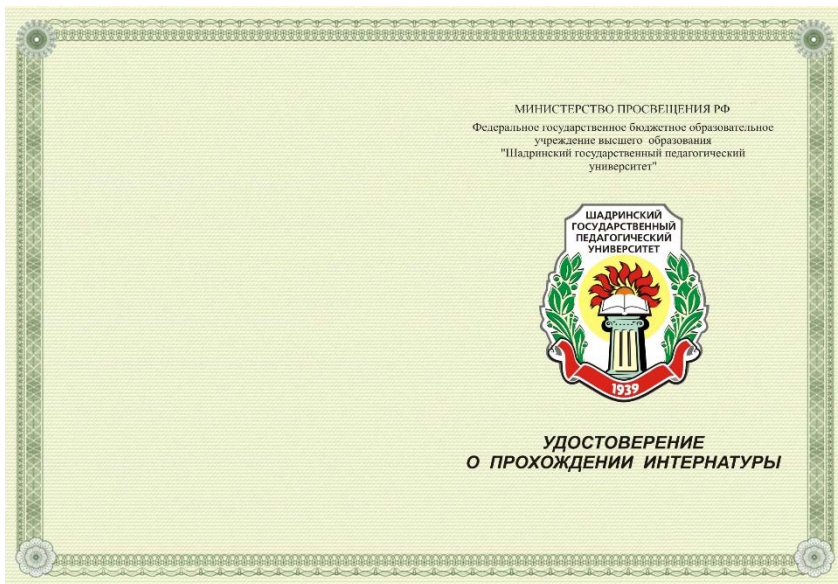 МИНИСТЕРСТВО ПРОСВЕЩЕНИЯ РФ
Федеральное государственное бюджетное образовательное
учреждение высшего образования
"Шадринский государственный педагогический
университет"
ШАДРИНСКИЙ
ГОСУДАРСТВЕННЫЙ
ПЕДАГОГИЧЕСКИЙ
УНИВЕРСИТЕТ
1939
УДОСТОВЕРЕНИЕ
О ПРОХОЖДЕНИИ ИНТЕРНАТУРЫ